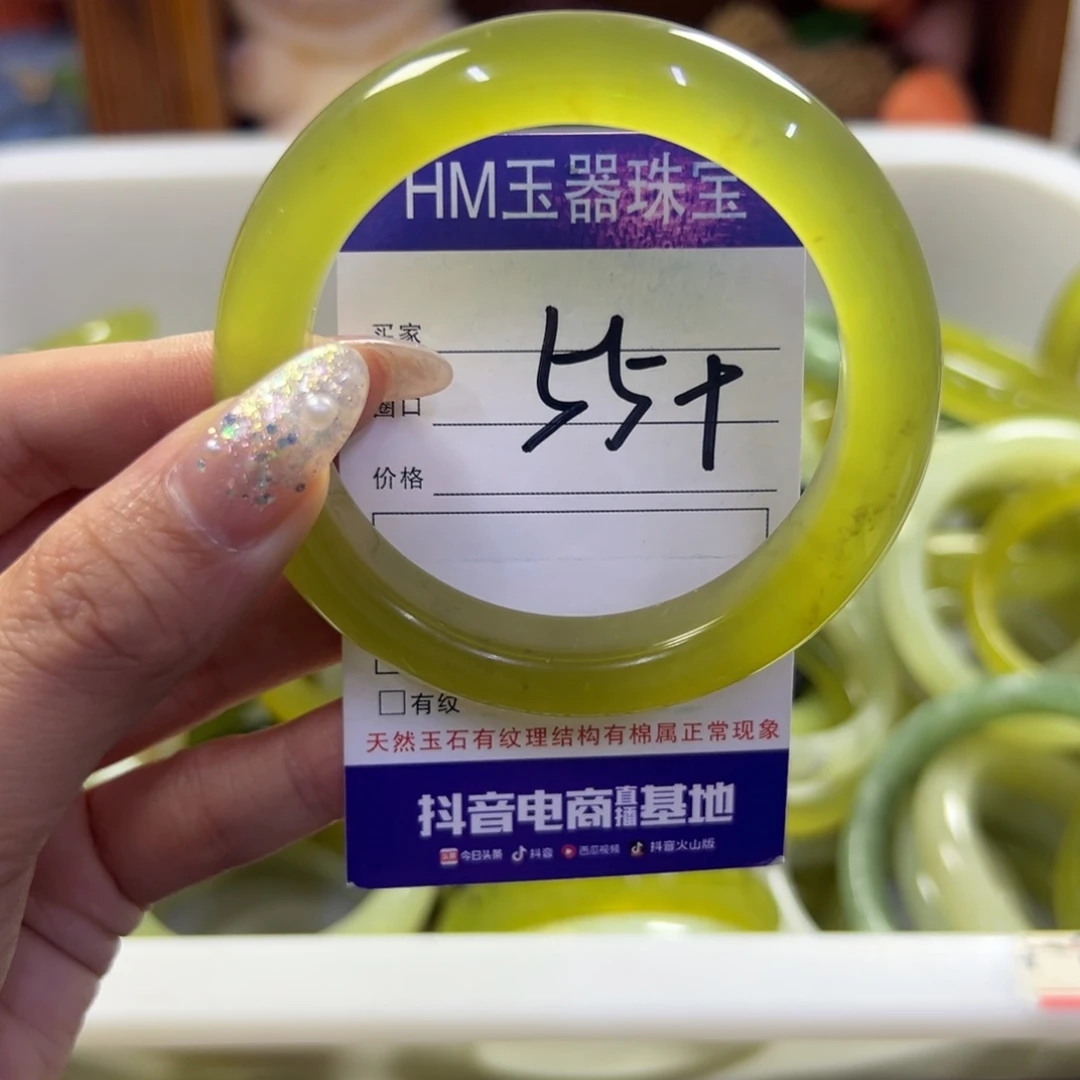 HM玉器珠宝
买家
圈口
55+
价格
有纹
天然玉石有纹理结构有棉属正常现象
抖音电商直播基地
头条 今日头条 抖音 西瓜视频 抖音火山版